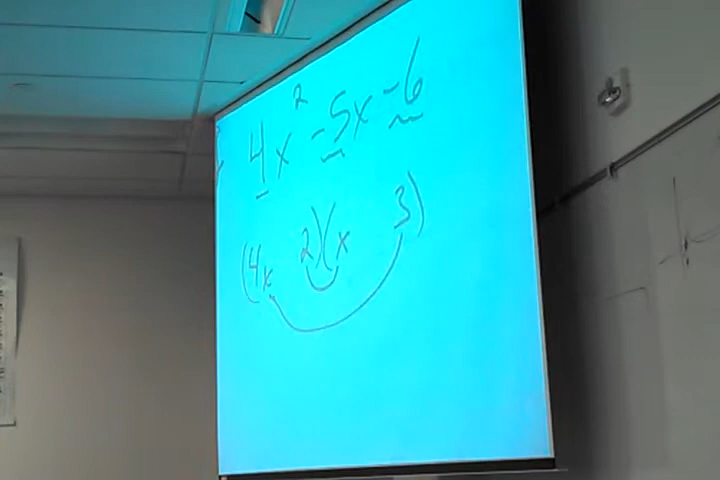 4x² -5x -6
(4x 2)(x 3)